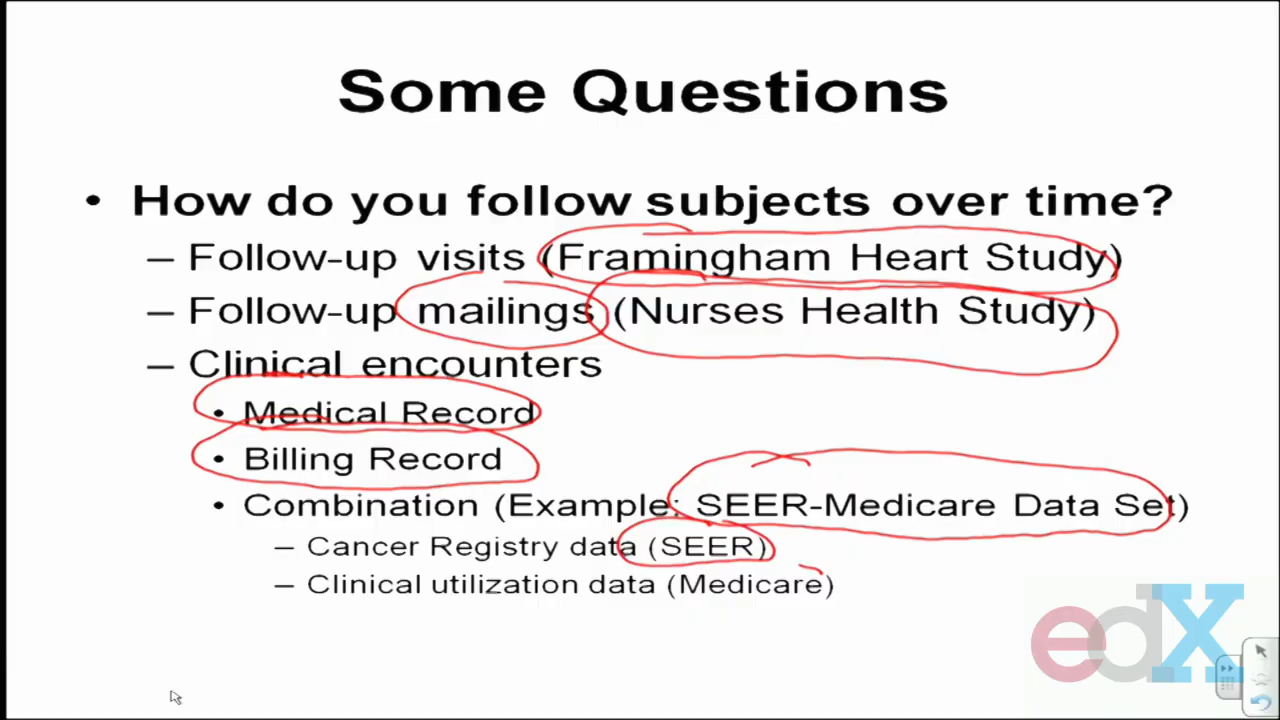 Some Questions
• How do you follow subjects over time?
– Follow-up visits (Framingham Heart Study)
– Follow-up mailings (Nurses Health Study)
– Clinical encounters
• Medical Record
• Billing Record
• Combination (Example: SEER-Medicare Data Set)
– Cancer Registry data (SEER)
– Clinical utilization data (Medicare)
edX